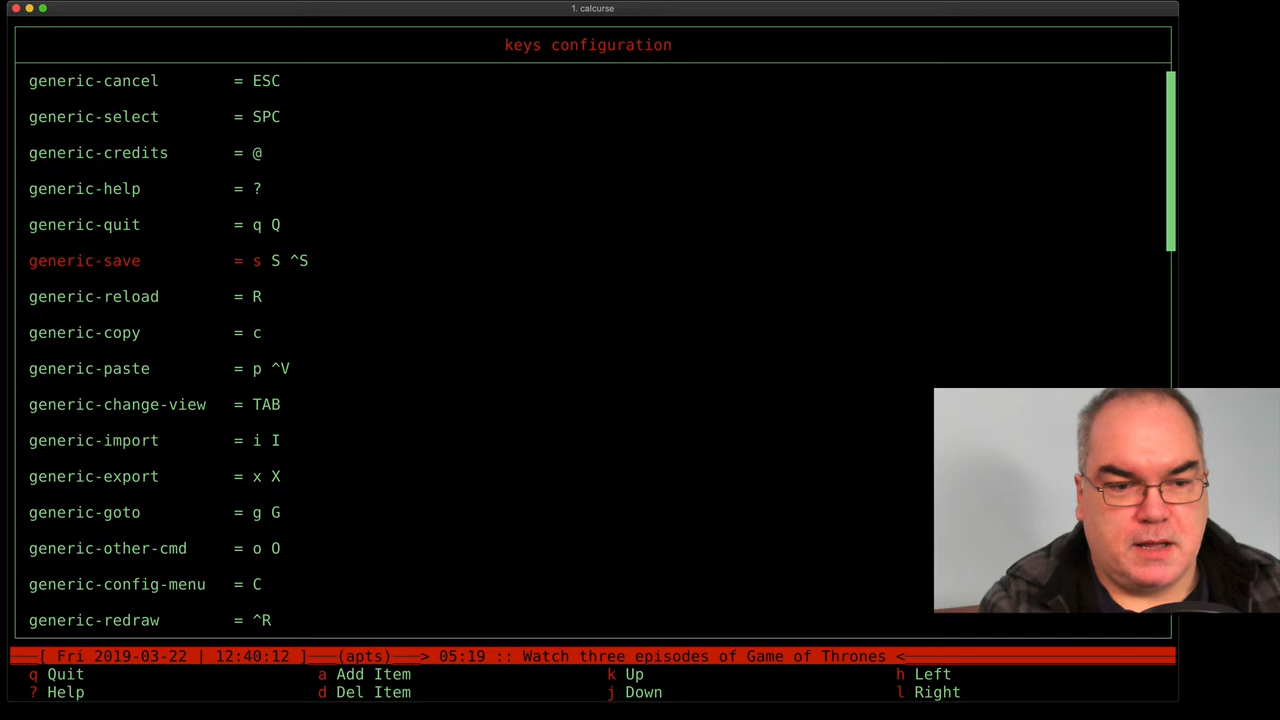 1. calcurse
keys configuration
generic-cancel = ESC
generic-select = SPC
generic-credits = @
generic-help = ?
generic-quit = q Q
generic-save = s S ^S
generic-reload = R
generic-copy = c
generic-paste = p ^V
generic-change-view = TAB
generic-import = i I
generic-export = x X
generic-goto = g G
generic-other-cmd = o O
generic-config-menu = C
generic-redraw = ^R
[ Fri 2019-03-22 | 12:40:12 ] (apts) > 05:19 :: Watch three episodes of Game of Thrones <
q Quit a Add Item k Up h Left
? Help d Del Item j Down l Right